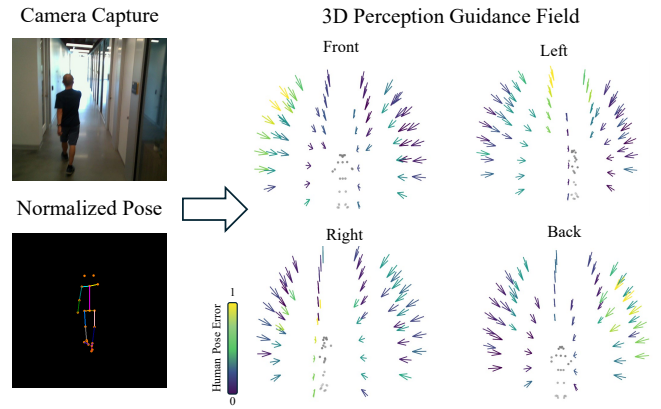 Camera Capture
3D Perception Guidance Field
Front
Left
Normalized Pose
Right
Back
1
Human Pose Error
0